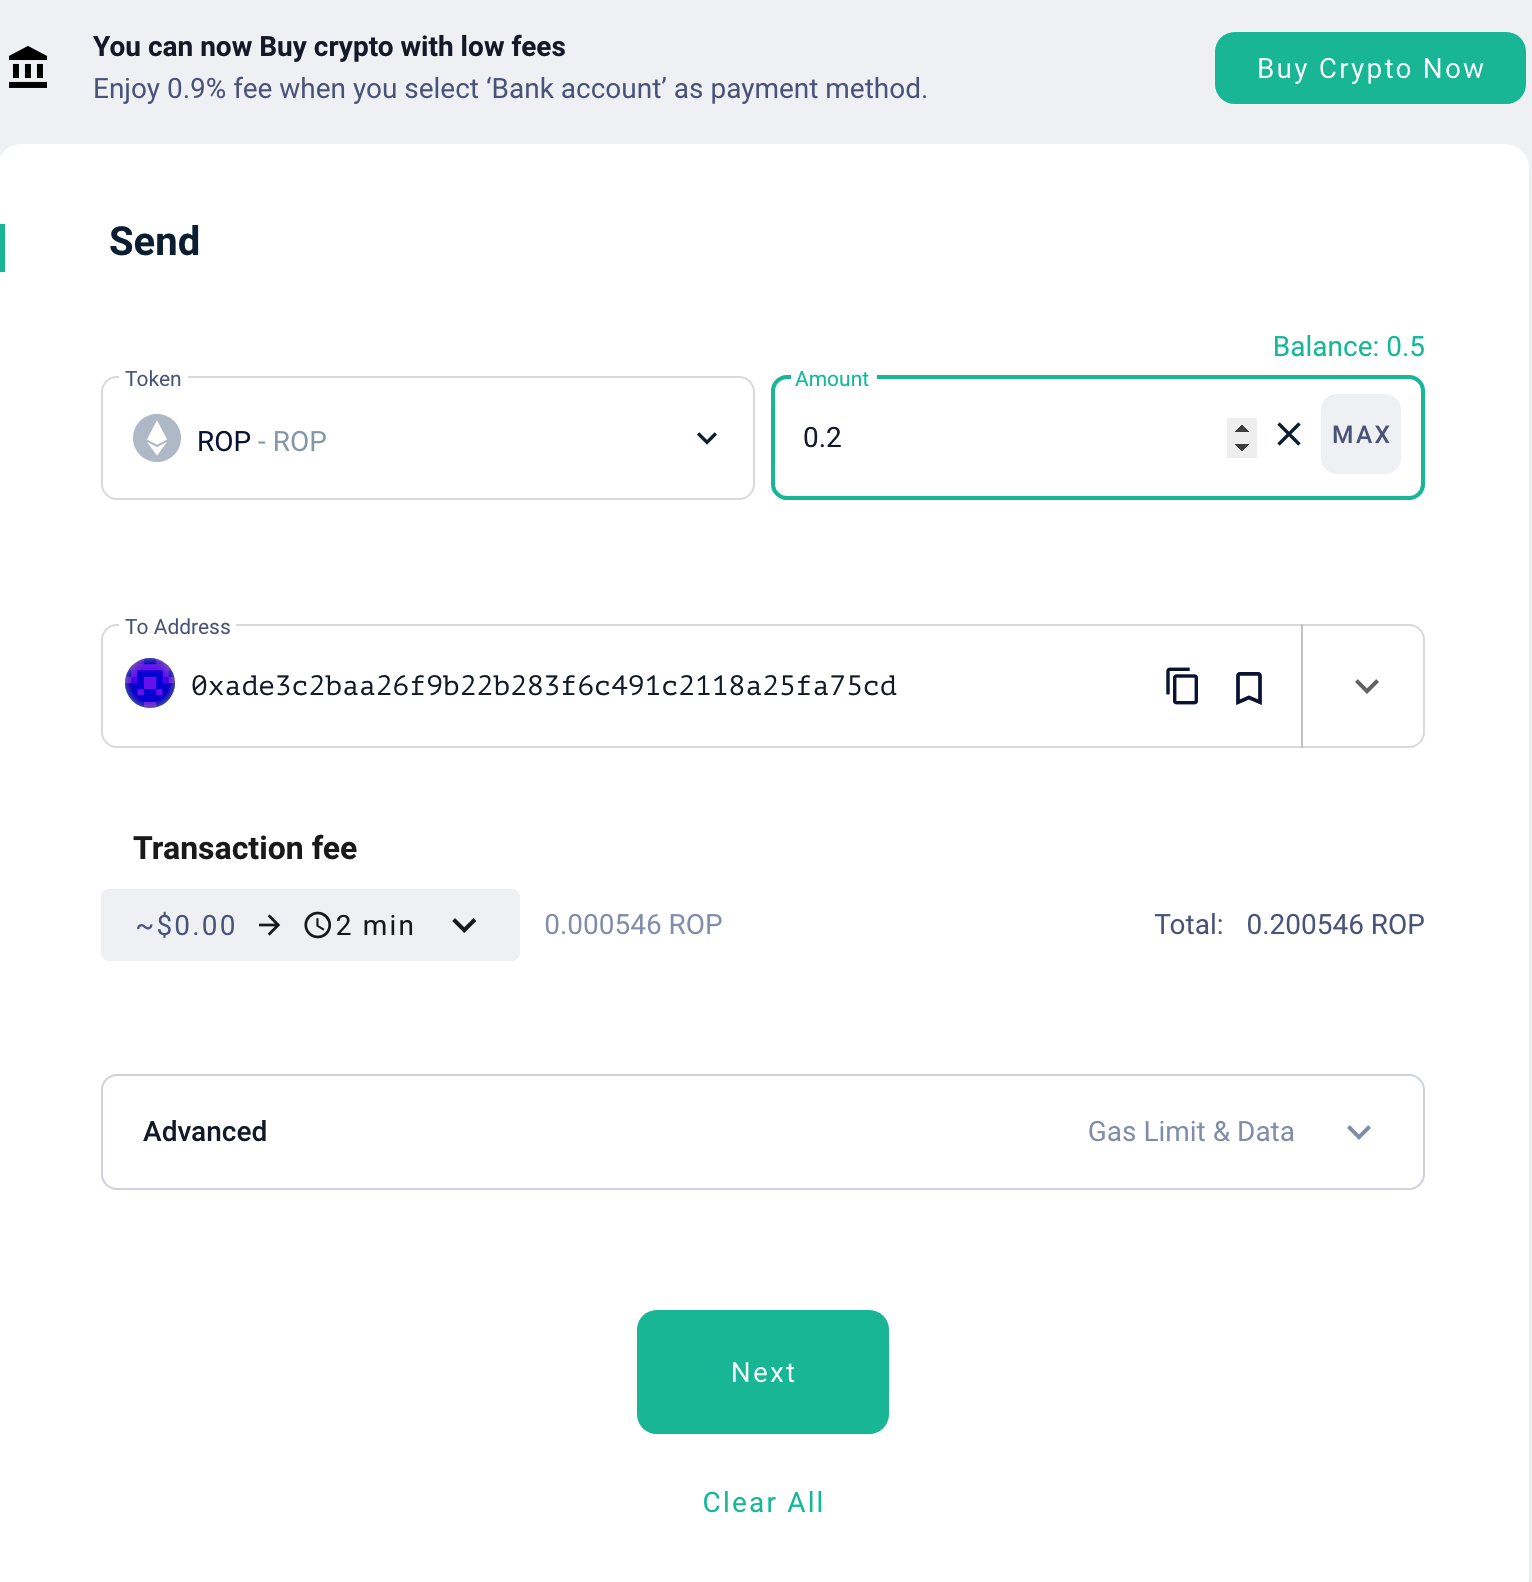 You can now Buy crypto with low fees
Enjoy 0.9% fee when you select ‘Bank account’ as payment method.
Buy Crypto Now
Send
Balance: 0.5
Token
Amount
ROP - ROP
0.2
MAX
To Address
0xade3c2baa26f9b22b283f6c491c2118a25fa75cd
Transaction fee
~$0.00 → 2 min
0.000546 ROP
Total: 0.200546 ROP
Advanced
Gas Limit & Data
Next
Clear All